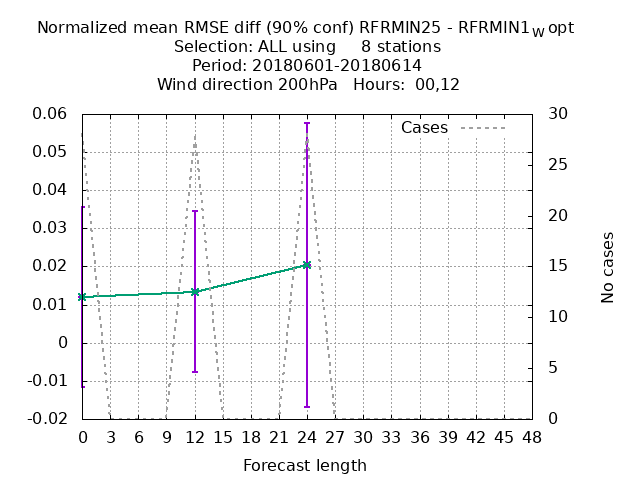 Normalized mean RMSE diff (90% conf) RFRMIN25 - RFRMIN1wopt
Selection: ALL using 8 stations
Period: 20180601-20180614
Wind direction 200hPa Hours: 00,12
Cases
0.06
0.05
0.04
0.03
0.02
0.01
0
-0.01
-0.02
30
25
20
15
10
5
0
No cases
0 3 6 9 12 15 18 21 24 27 30 33 36 39 42 45 48
Forecast length